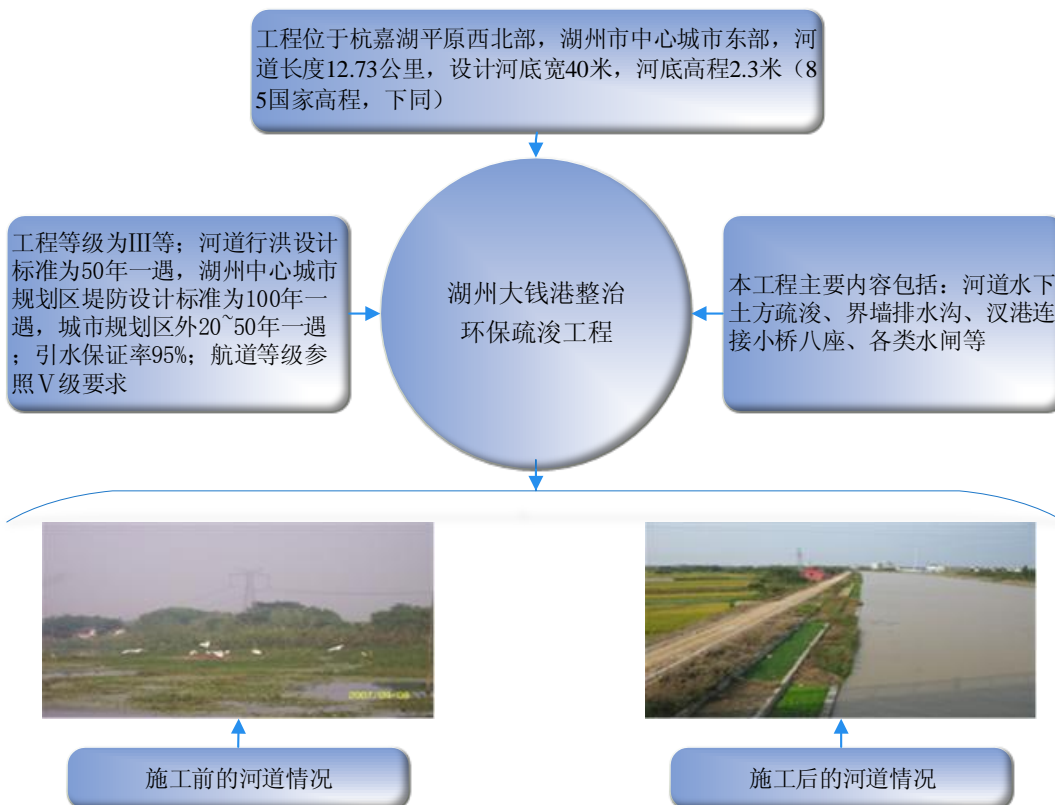 工程位于杭嘉湖平原西北部，湖州市中心城市东部，河
道长度12.73公里，设计河底宽40米，河底高程2.3米（8
5国家高程，下同）
工程等级为Ⅲ等；河道行洪设计
标准为50年一遇，湖州中心城市
规划区堤防设计标准为100年一
遇，城市规划区外20~50年一遇
；引水保证率95%；航道等级参
照Ⅴ级要求
湖州大钱港整治
环保疏浚工程
本工程主要内容包括：河道水下
土方疏浚、界墙排水沟、汊港连
接小桥八座、各类水闸等
施工前的河道情况
施工后的河道情况